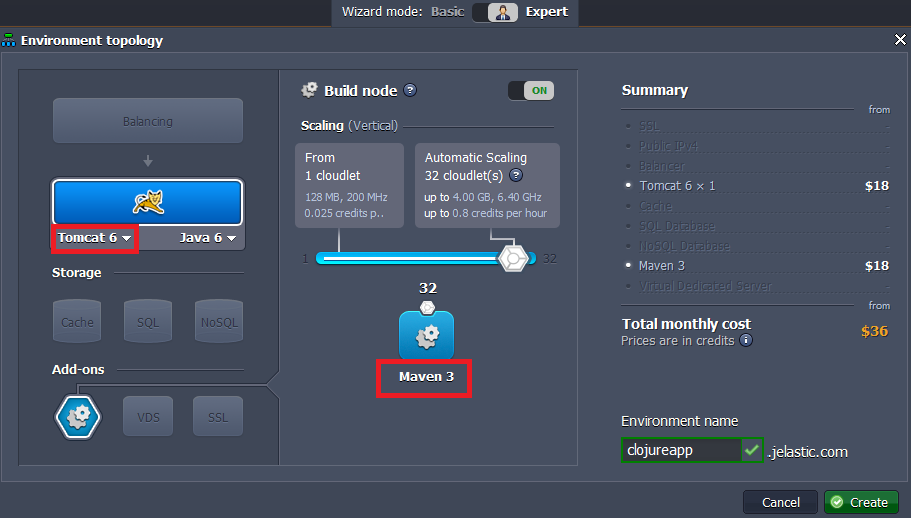 Wizard mode: Basic Expert
Environment topology
Balancing
Tomcat 6
Java 6
Storage
Cache
SQL
NoSQL
Add-ons
VDS
SSL
Build node ?
ON
Scaling (Vertical)
From
1 cloudlet
128 MB, 200 MHz
0.025 credits p..
Automatic Scaling
32 cloudlet(s) ?
up to 4.00 GB, 6.40 GHz
up to 0.8 credits per hour
1
32
32
Maven 3
Summary
from
• SSL -
• Public IPv4 -
• Balancer -
• Tomcat 6 × 1 $18
• Cache -
• SQL Database -
• NoSQL Database -
• Maven 3 $18
• Virtual Dedicated Server -
from
Total monthly cost $36
Prices are in credits i
Environment name
clojureapp .jelastic.com
Cancel
Create